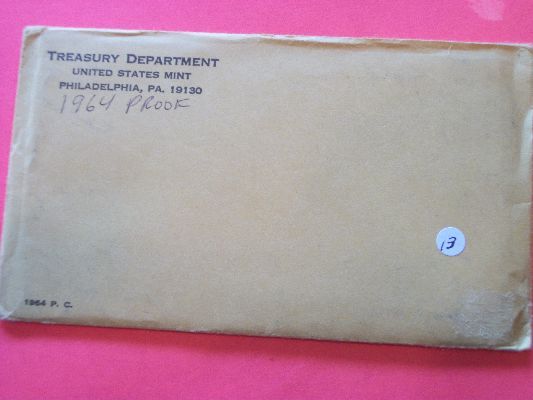 TREASURY DEPARTMENT
UNITED STATES MINT
PHILADELPHIA, PA. 19130
1964 PROOF
13
1964 P. C.